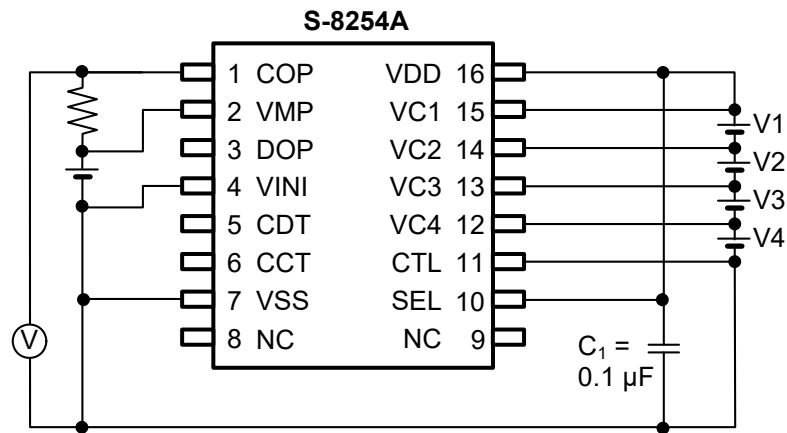 S-8254A
1 COP VDD 16
2 VMP VC1 15
3 DOP VC2 14
4 VINI VC3 13
5 CDT VC4 12
6 CCT CTL 11
7 VSS SEL 10
8 NC NC 9
V1
V2
V3
V4
V
C₁ =
0.1 µF